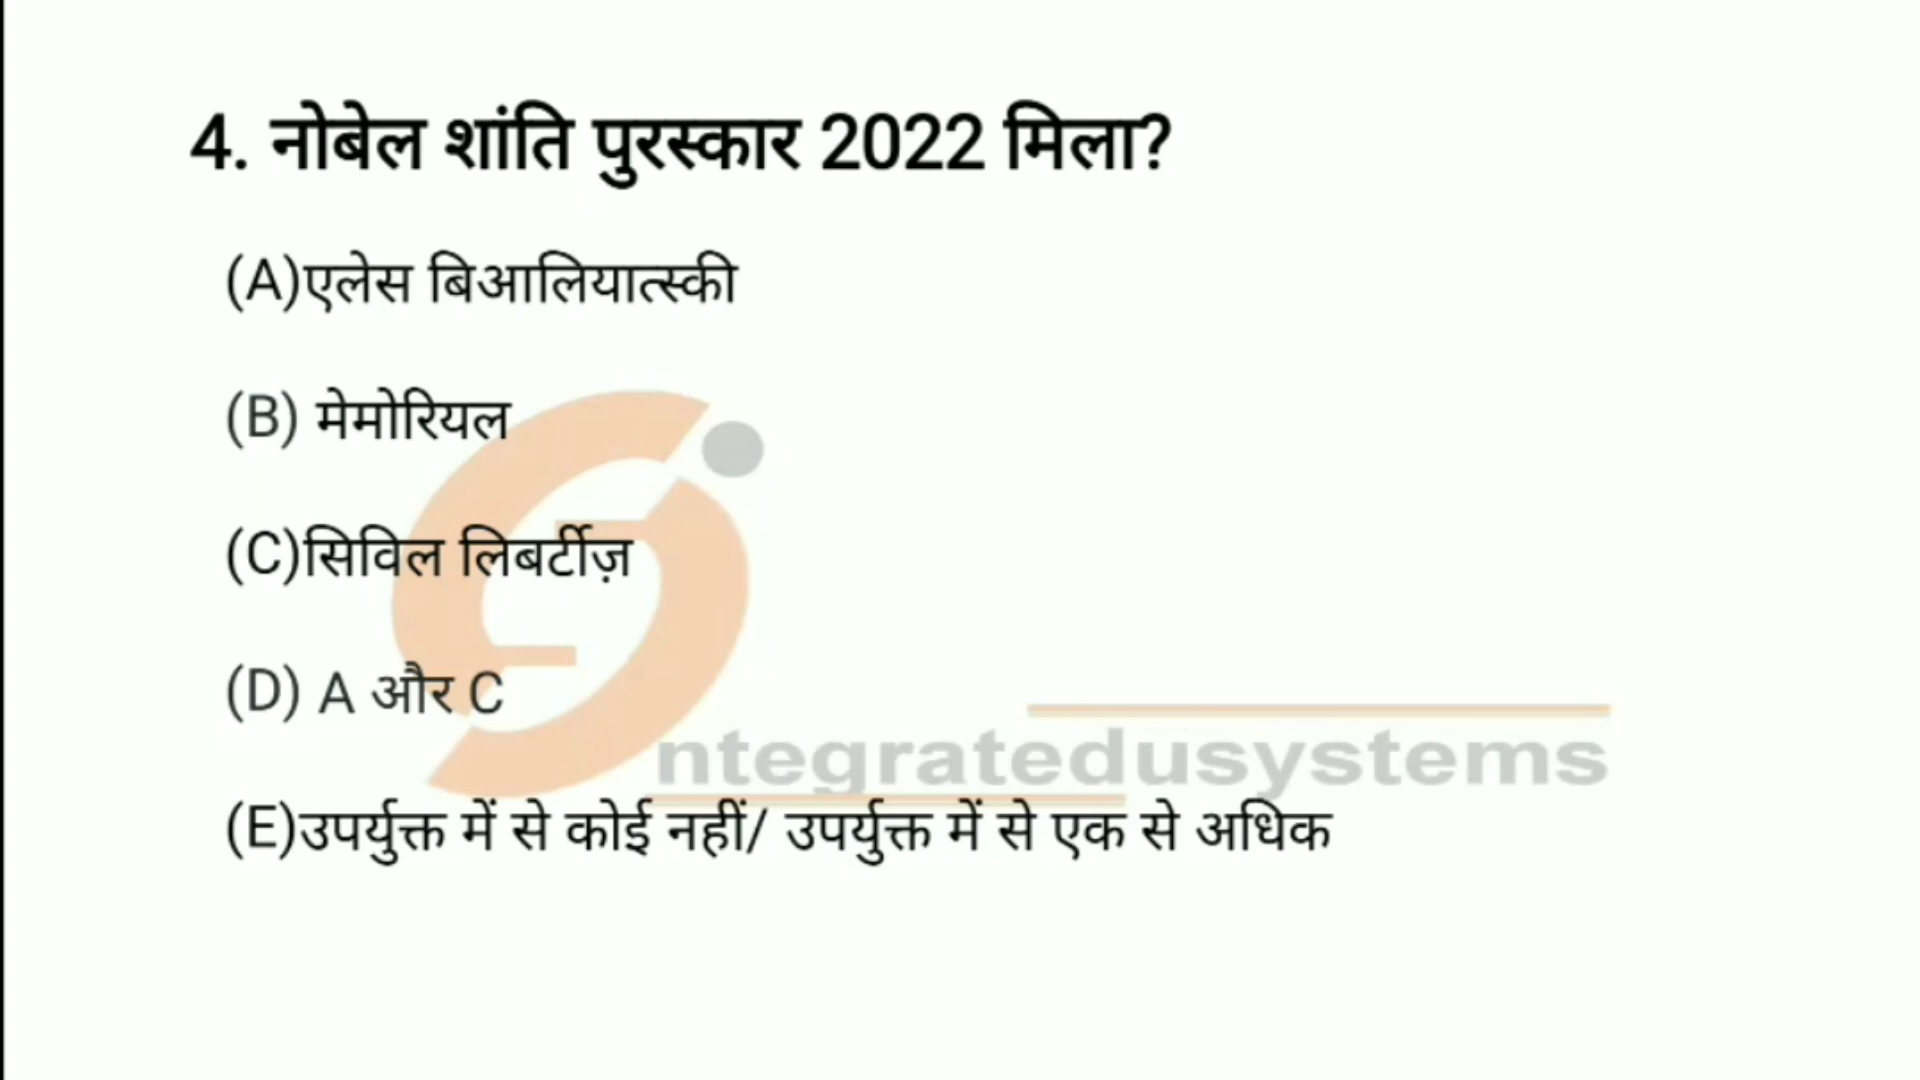 4. नोबेल शांति पुरस्कार 2022 मिला?
(A)एलेस बिआलियात्स्की
(B) मेमोरियल
(C)सिविल लिबर्टीज़
(D) A और C
ntegratedusystems
(E)उपर्युक्त में से कोई नहीं/ उपर्युक्त में से एक से अधिक